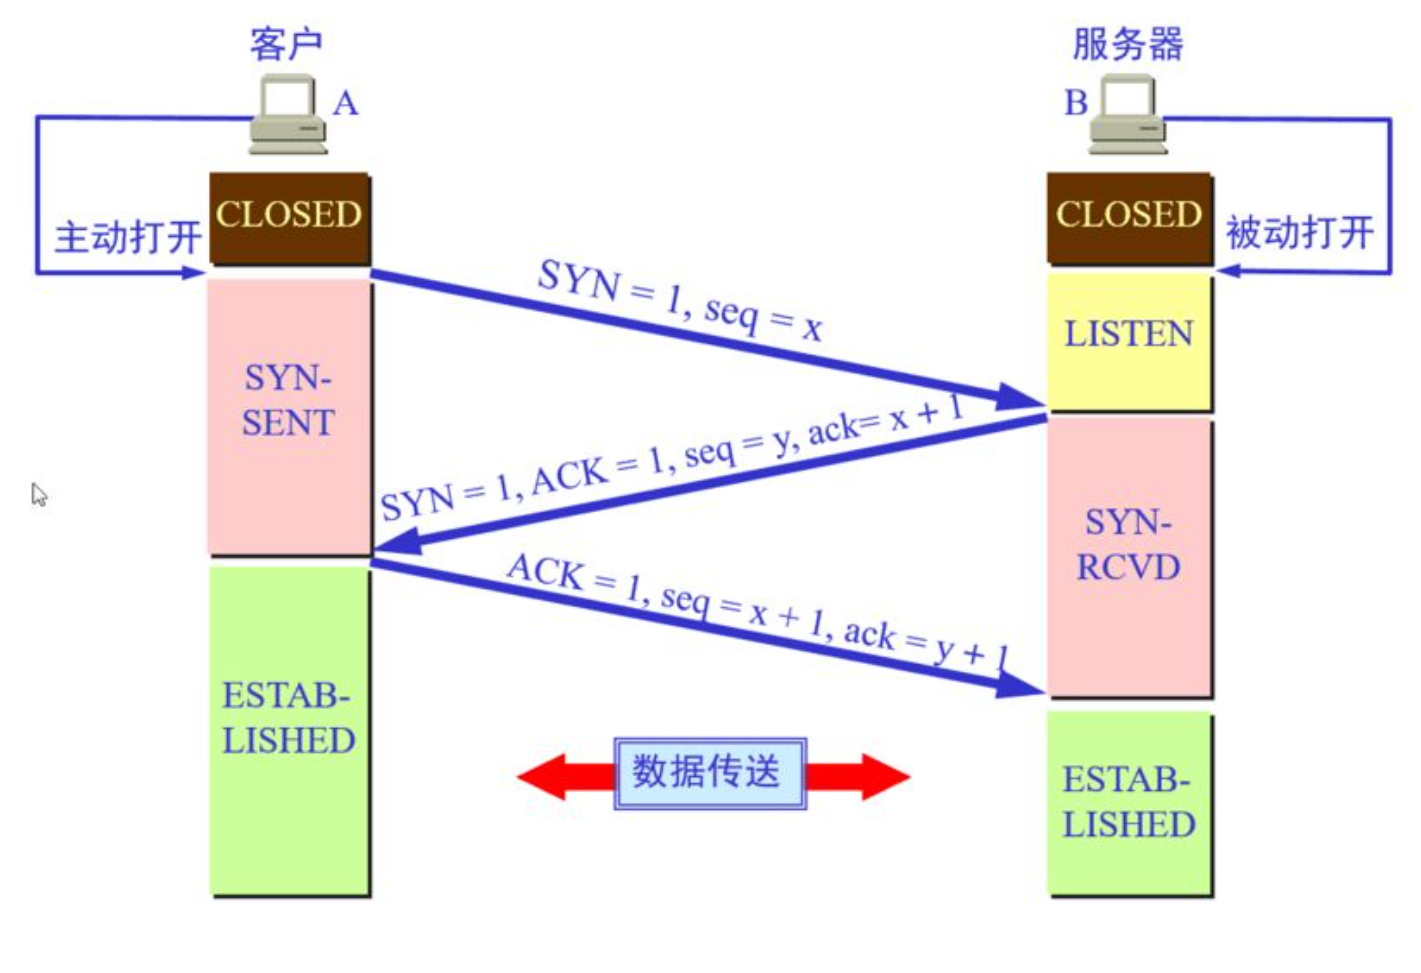 客户
服务器
A
B
CLOSED
CLOSED
主动打开
被动打开
SYN = 1, seq = x
LISTEN
SYN-
SENT
SYN = 1, ACK = 1, seq = y, ack= x + 1
SYN-
RCVD
ACK = 1, seq = x + 1, ack = y + 1
ESTAB-
LISHED
数据传送
ESTAB-
LISHED